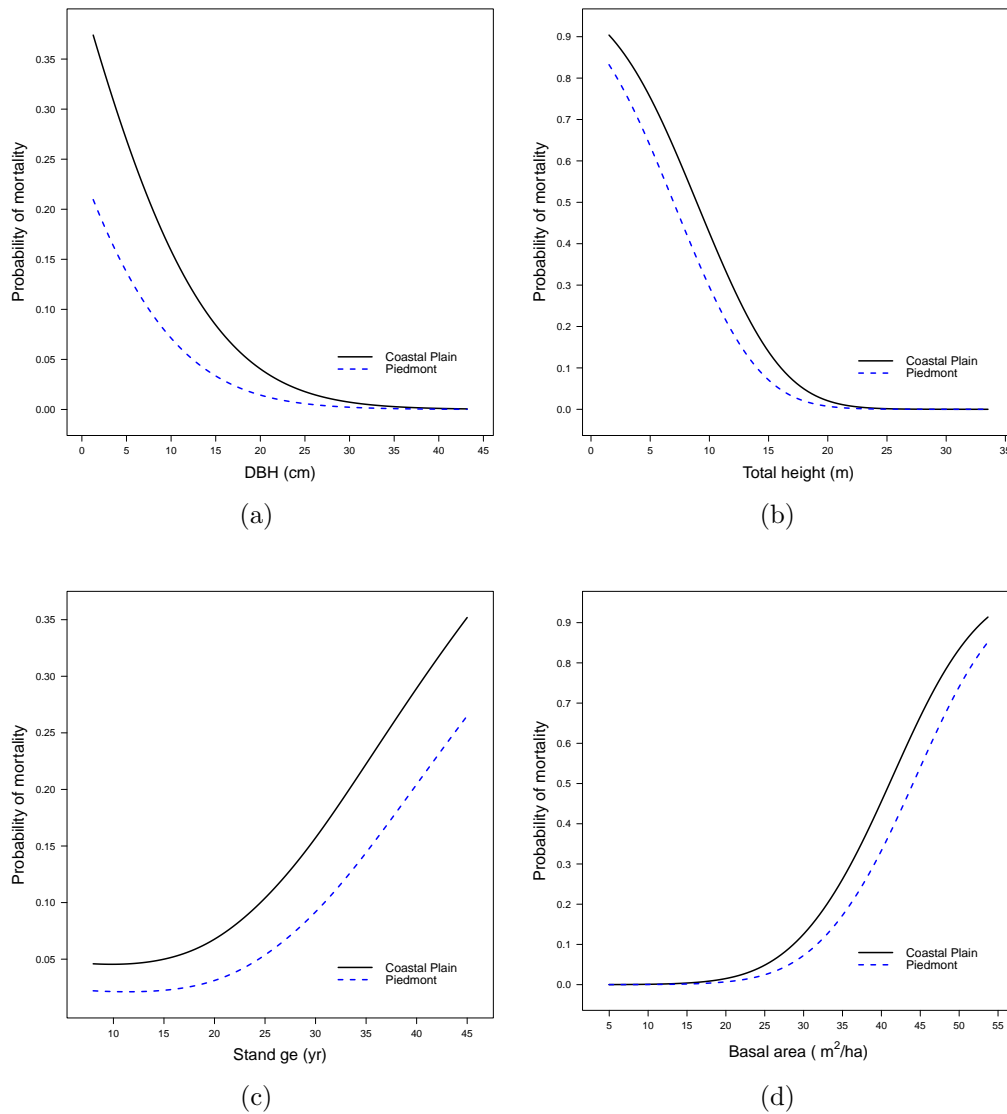 Probability of mortality
0.35
0.30
0.25
0.20
0.15
0.10
0.05
0.00
Coastal Plain
Piedmont
0 5 10 15 20 25 30 35 40 45
DBH (cm)
(a)
Probability of mortality
0.9
0.8
0.7
0.6
0.5
0.4
0.3
0.2
0.1
0.0
Coastal Plain
Piedmont
0 5 10 15 20 25 30 35
Total height (m)
(b)
Probability of mortality
0.35
0.30
0.25
0.20
0.15
0.10
0.05
Coastal Plain
Piedmont
10 15 20 25 30 35 40 45
Stand ge (yr)
(c)
Probability of mortality
0.9
0.8
0.7
0.6
0.5
0.4
0.3
0.2
0.1
0.0
Coastal Plain
Piedmont
5 10 15 20 25 30 35 40 45 50 55
Basal area ( m²/ha)
(d)